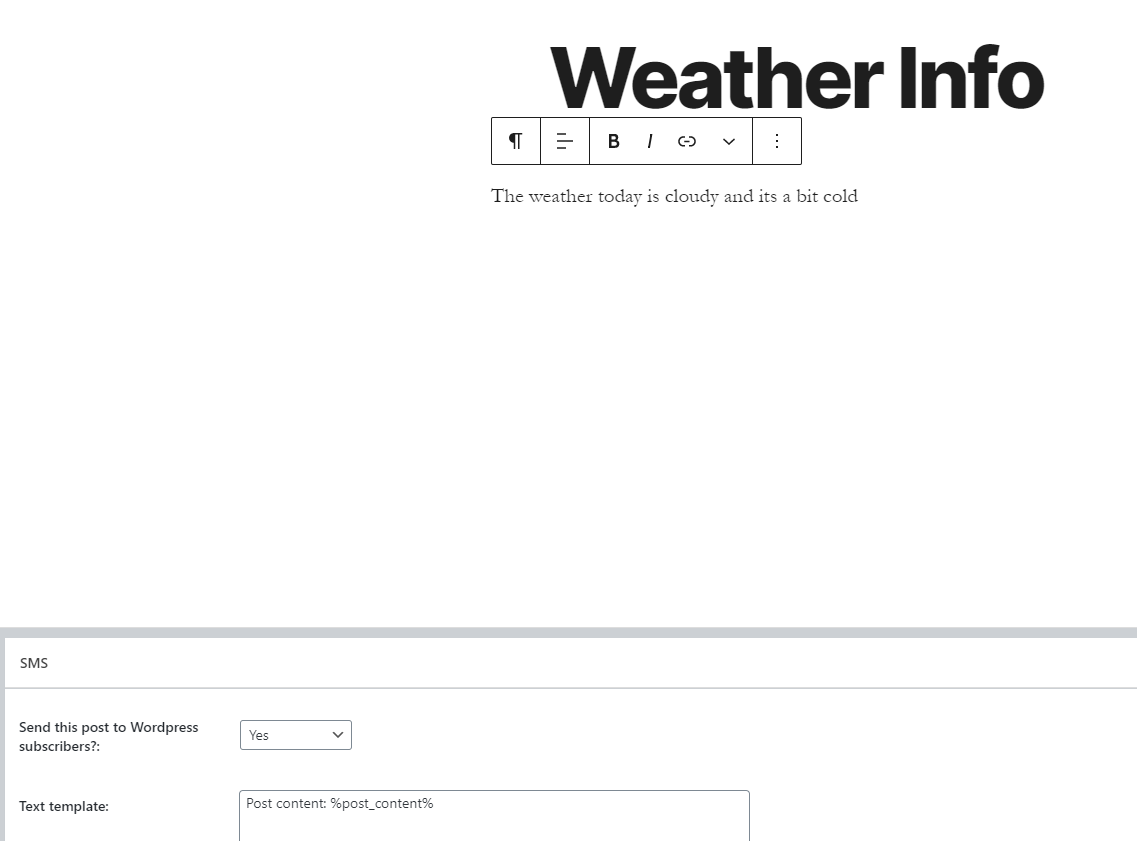 Weather Info
B I
The weather today is cloudy and its a bit cold
SMS
Send this post to Wordpress
subscribers?:
Yes
Text template:
Post content: %post_content%